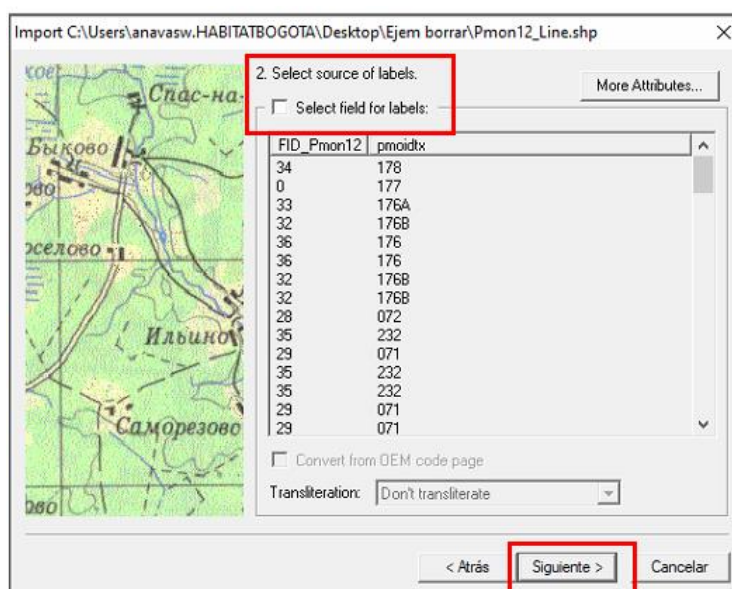 Import C:\Users\anavasw.HABITATBOGOTA\Desktop\Ejem borrar\Pmon12_Line.shp
2. Select source of labels.
More Attributes...
Select field for labels:
FID_Pmon12 pmoidtx
34 178
0 177
33 176A
32 176B
36 176
36 176
32 176B
32 176B
28 072
35 232
29 071
35 232
35 232
29 071
29 071
Convert from OEM code page
Transliteration: Don't transliterate
< Atrás
Siguiente >
Cancelar
кое
Спас-на-
Быково
ово
оселово
Ильино
Саморезово
ово